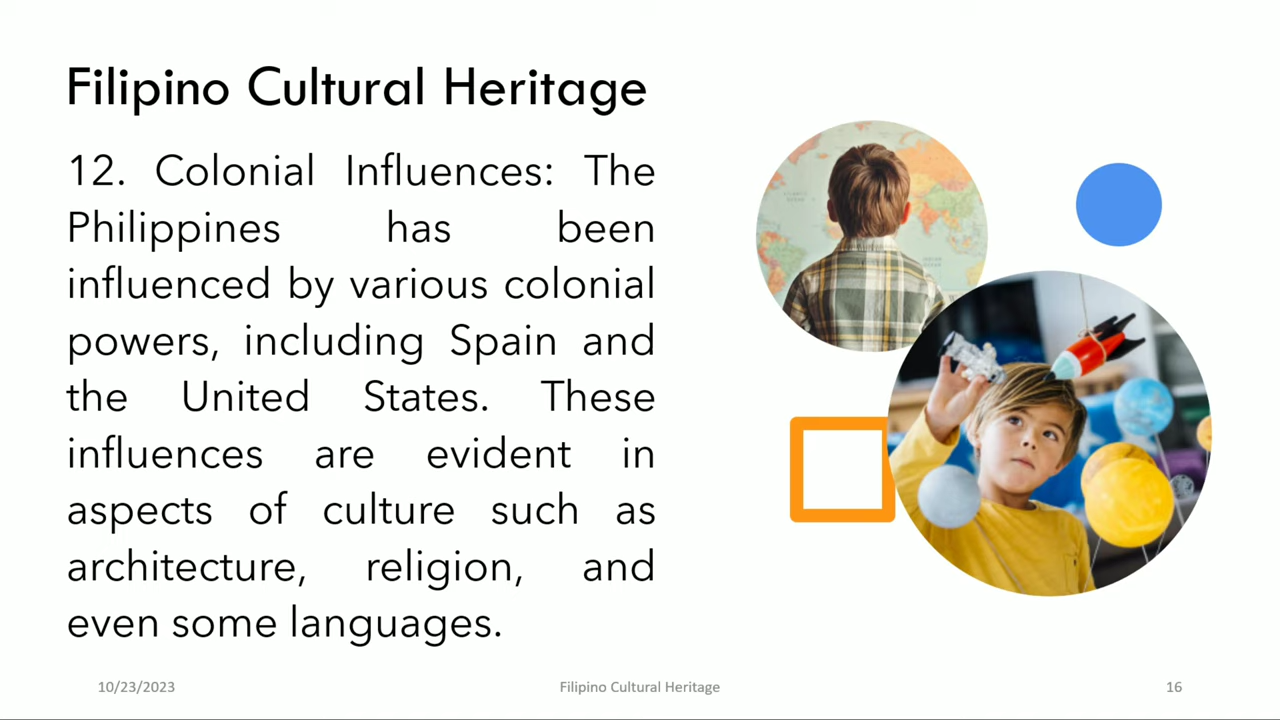 Filipino Cultural Heritage
12. Colonial Influences: The
Philippines has been
influenced by various colonial
powers, including Spain and
the United States. These
influences are evident in
aspects of culture such as
architecture, religion, and
even some languages.
10/23/2023
Filipino Cultural Heritage
16